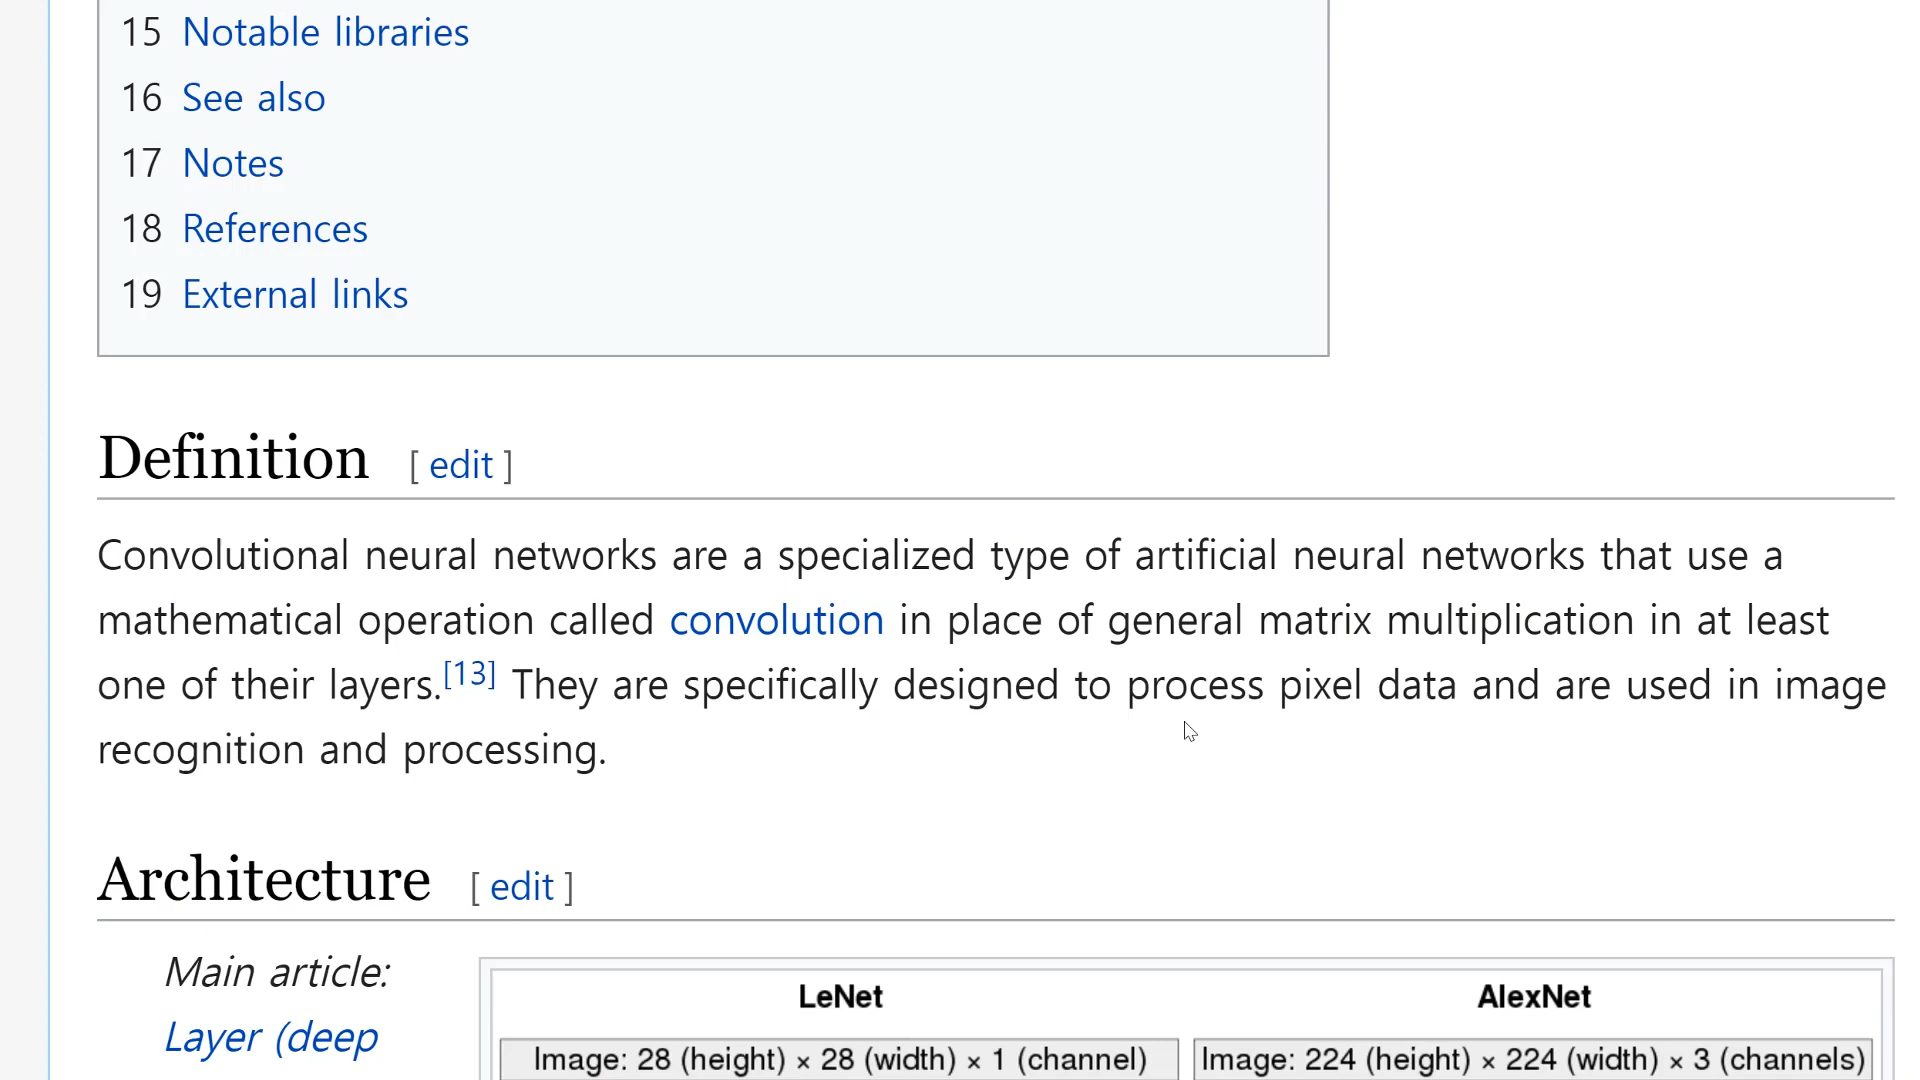 15 Notable libraries
16 See also
17 Notes
18 References
19 External links
Definition [ edit ]
Convolutional neural networks are a specialized type of artificial neural networks that use a
mathematical operation called convolution in place of general matrix multiplication in at least
one of their layers.[13] They are specifically designed to process pixel data and are used in image
recognition and processing.
Architecture [ edit ]
Main article:
Layer (deep
LeNet AlexNet
Image: 28 (height) × 28 (width) × 1 (channel) Image: 224 (height) × 224 (width) × 3 (channels)